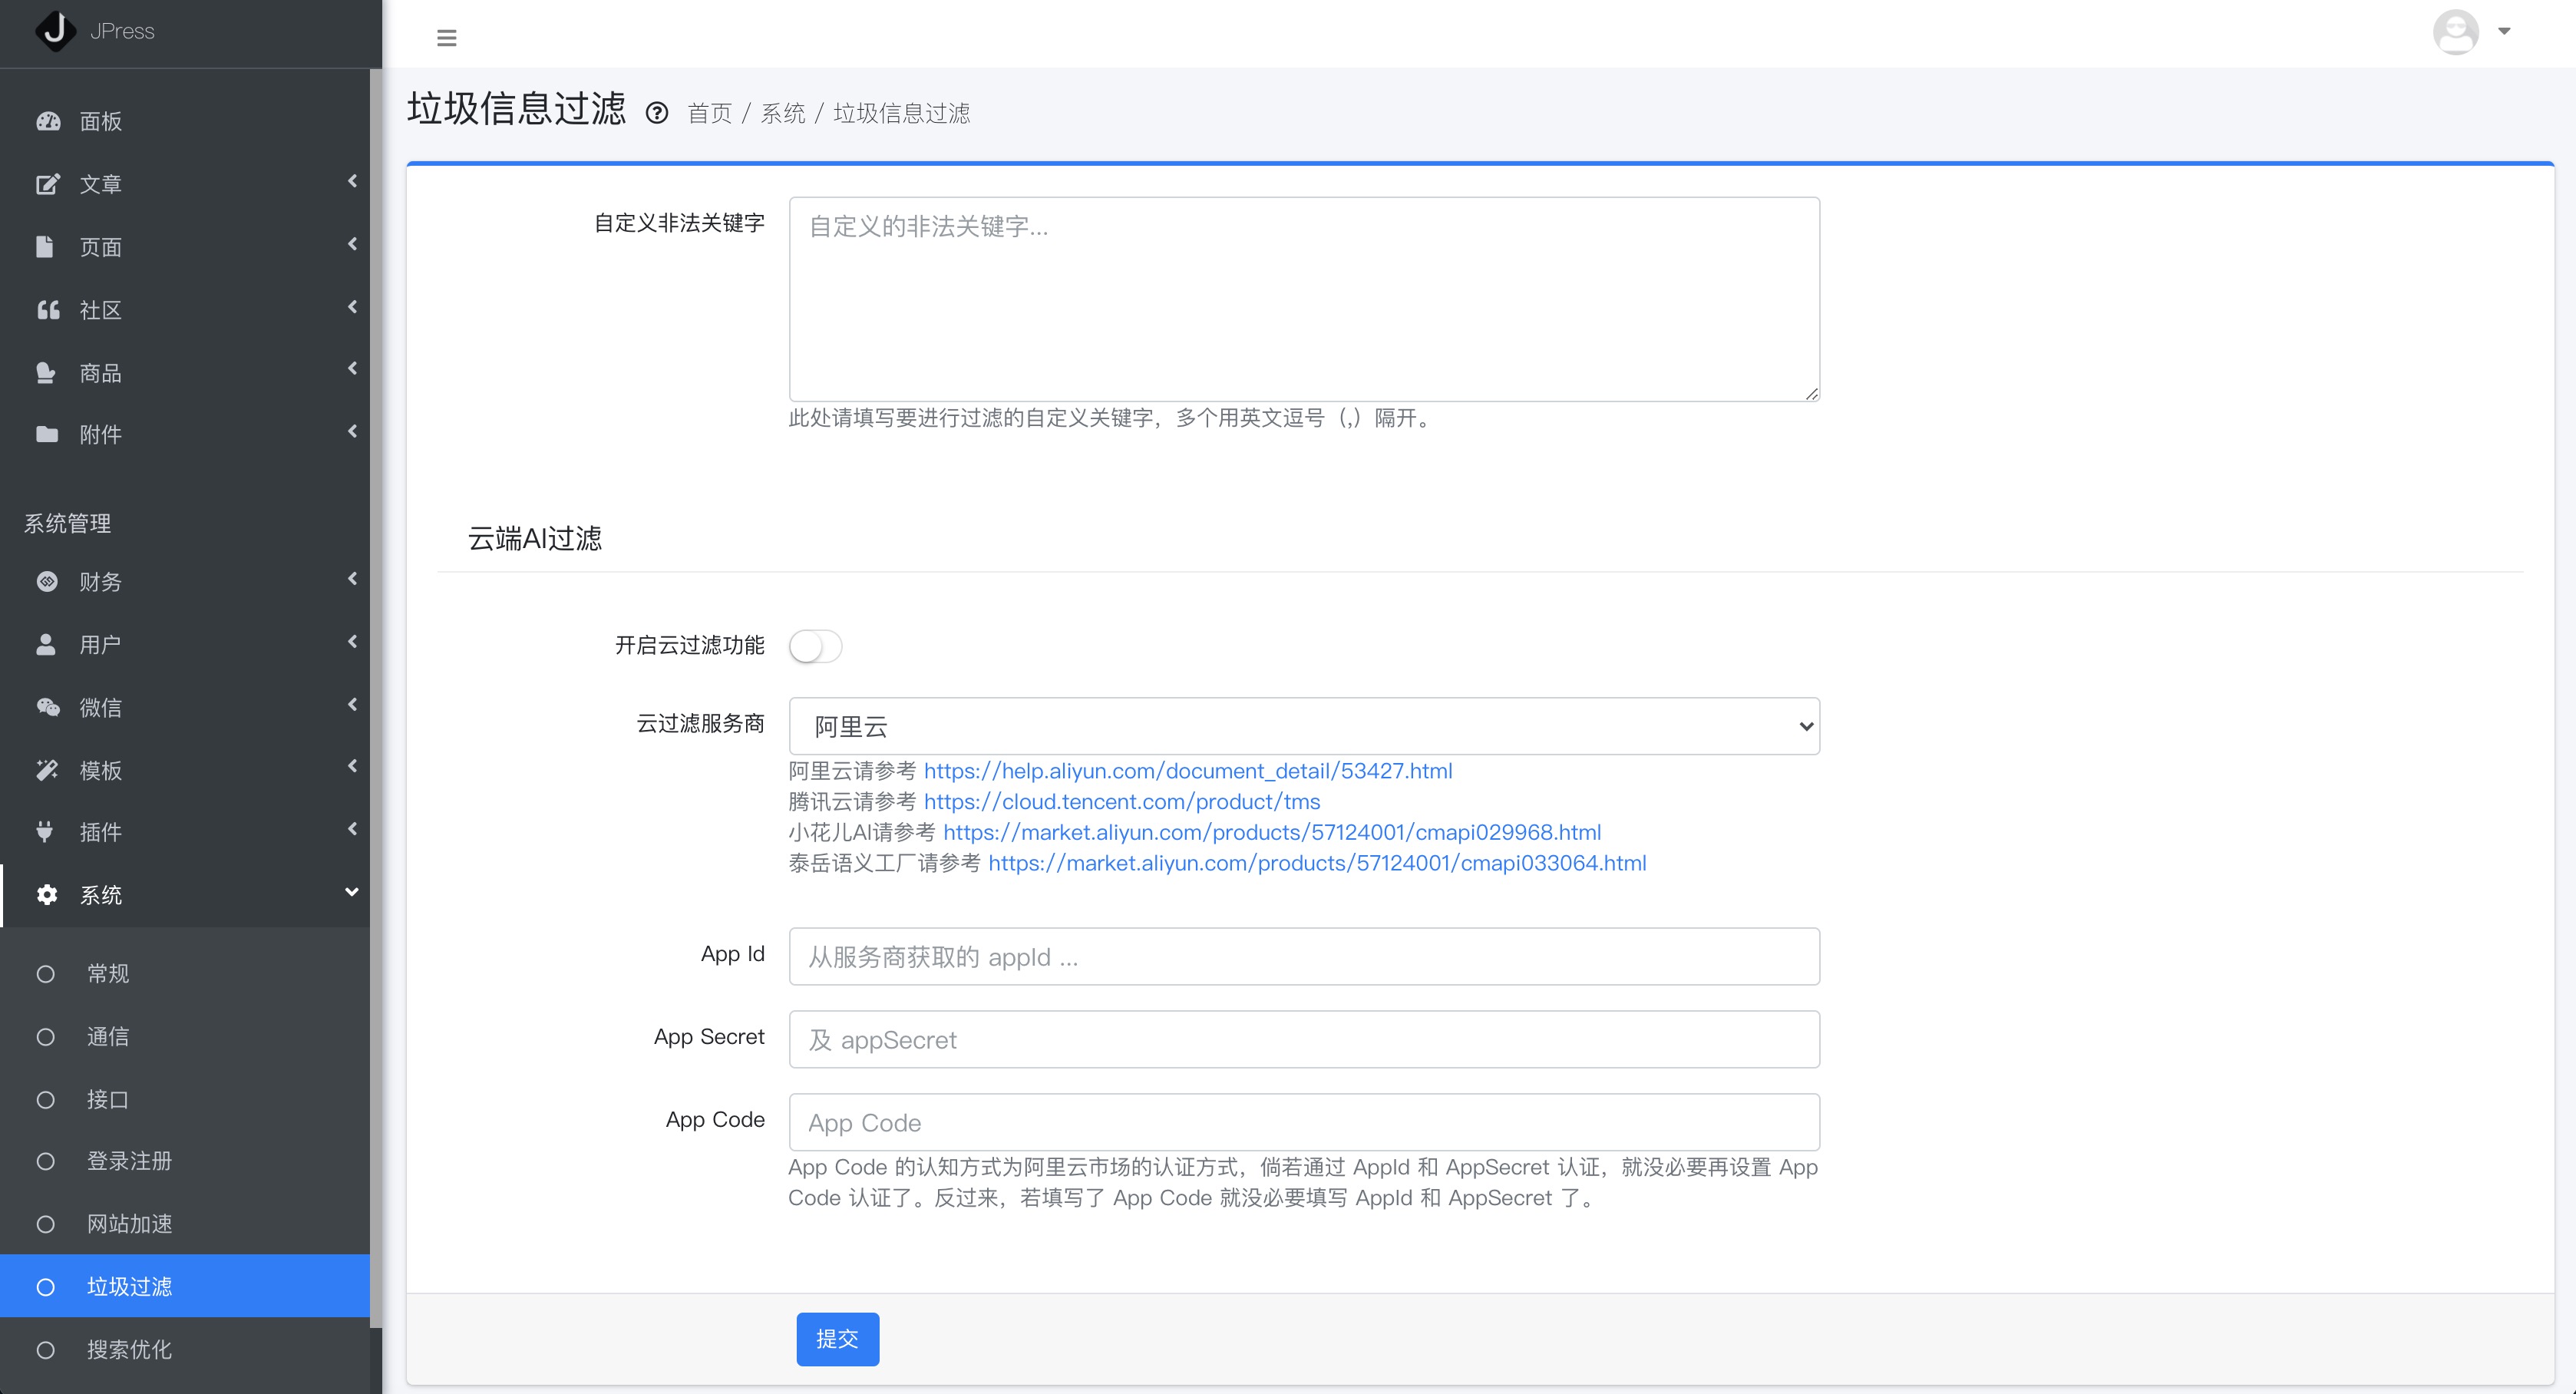 JPress
面板
文章
页面
社区
商品
附件
系统管理
财务
用户
微信
模板
插件
系统
常规
通信
接口
登录注册
网站加速
垃圾过滤
搜索优化
垃圾信息过滤 首页 / 系统 / 垃圾信息过滤
自定义非法关键字
自定义的非法关键字...
此处请填写要进行过滤的自定义关键字，多个用英文逗号（,）隔开。
云端AI过滤
开启云过滤功能
云过滤服务商
阿里云
阿里云请参考 https://help.aliyun.com/document_detail/53427.html
腾讯云请参考 https://cloud.tencent.com/product/tms
小花儿AI请参考 https://market.aliyun.com/products/57124001/cmapi029968.html
泰岳语义工厂请参考 https://market.aliyun.com/products/57124001/cmapi033064.html
App Id
从服务商获取的 appId ...
App Secret
及 appSecret
App Code
App Code
App Code 的认知方式为阿里云市场的认证方式，倘若通过 AppId 和 AppSecret 认证，就没必要再设置 App
Code 认证了。反过来，若填写了 App Code 就没必要填写 AppId 和 AppSecret 了。
提交